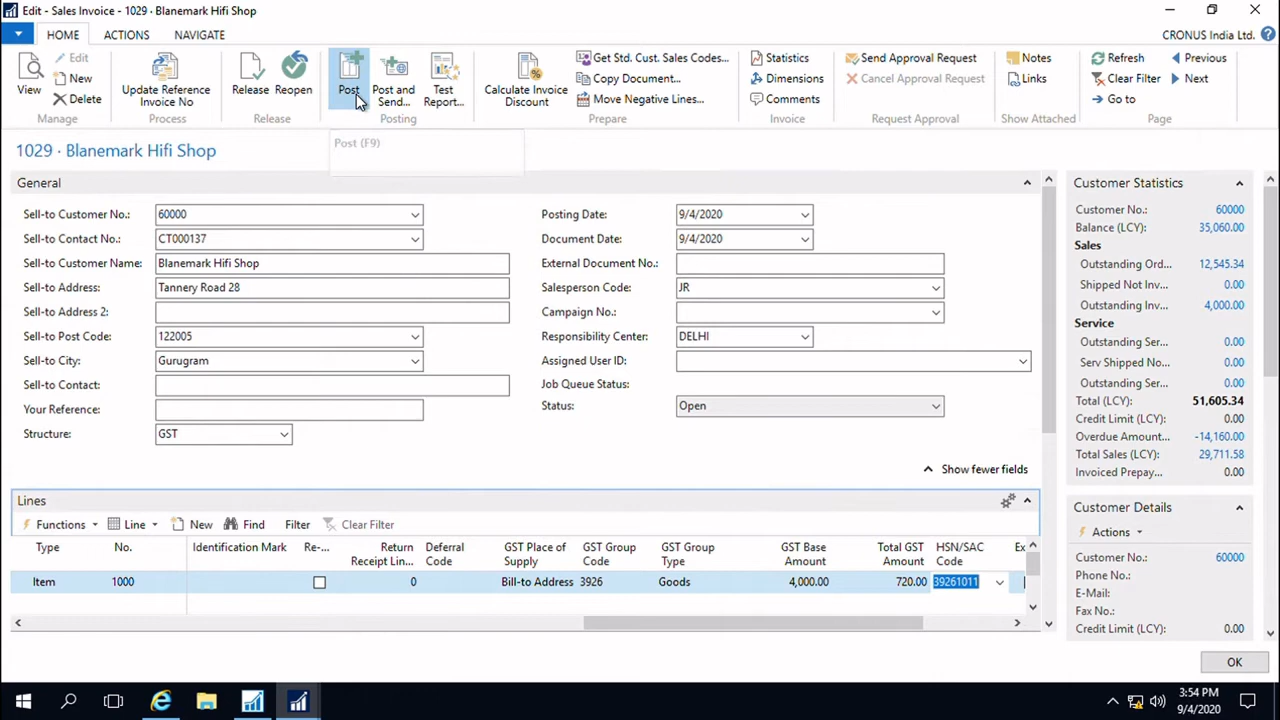 Edit - Sales Invoice - 1029 · Blanemark Hifi Shop
HOME ACTIONS NAVIGATE CRONUS India Ltd.
View
Edit
New
Delete
Manage
Update Reference Invoice No
Process
Release
Reopen
Release
Post
Post and Send...
Test Report...
Posting
Calculate Invoice Discount
Get Std. Cust. Sales Codes...
Copy Document...
Move Negative Lines...
Prepare
Statistics
Dimensions
Comments
Invoice
Send Approval Request
Cancel Approval Request
Request Approval
Notes
Links
Show Attached
Refresh
Clear Filter
Go to
Previous
Next
Page
Post (F9)
1029 · Blanemark Hifi Shop
General
Sell-to Customer No.: 60000
Sell-to Contact No.: CT000137
Sell-to Customer Name: Blanemark Hifi Shop
Sell-to Address: Tannery Road 28
Sell-to Address 2:
Sell-to Post Code: 122005
Sell-to City: Gurugram
Sell-to Contact:
Your Reference:
Structure: GST
Posting Date: 9/4/2020
Document Date: 9/4/2020
External Document No.:
Salesperson Code: JR
Campaign No.:
Responsibility Center: DELHI
Assigned User ID:
Job Queue Status:
Status: Open
Show fewer fields
Lines
Functions Line New Find Filter Clear Filter
Type No. Identification Mark Re-... Return Receipt Lin... Deferral Code GST Place of Supply GST Group Code GST Group Type GST Base Amount Total GST Amount HSN/SAC Code Ex
Item 1000 0 Bill-to Address 3926 Goods 4,000.00 720.00 39261011
Customer Statistics
Customer No.: 60000
Balance (LCY): 35,060.00
Sales
Outstanding Ord... 12,545.34
Shipped Not Inv... 0.00
Outstanding Inv... 4,000.00
Service
Outstanding Ser... 0.00
Serv Shipped No... 0.00
Outstanding Ser... 0.00
Total (LCY): 51,605.34
Credit Limit (LCY): 0.00
Overdue Amount... -14,160.00
Total Sales (LCY): 29,711.58
Invoiced Prepay... 0.00
Customer Details
Actions
Customer No.: 60000
Phone No.:
E-Mail:
Fax No.:
Credit Limit (LCY): 0.00
OK
3:54 PM
9/4/2020